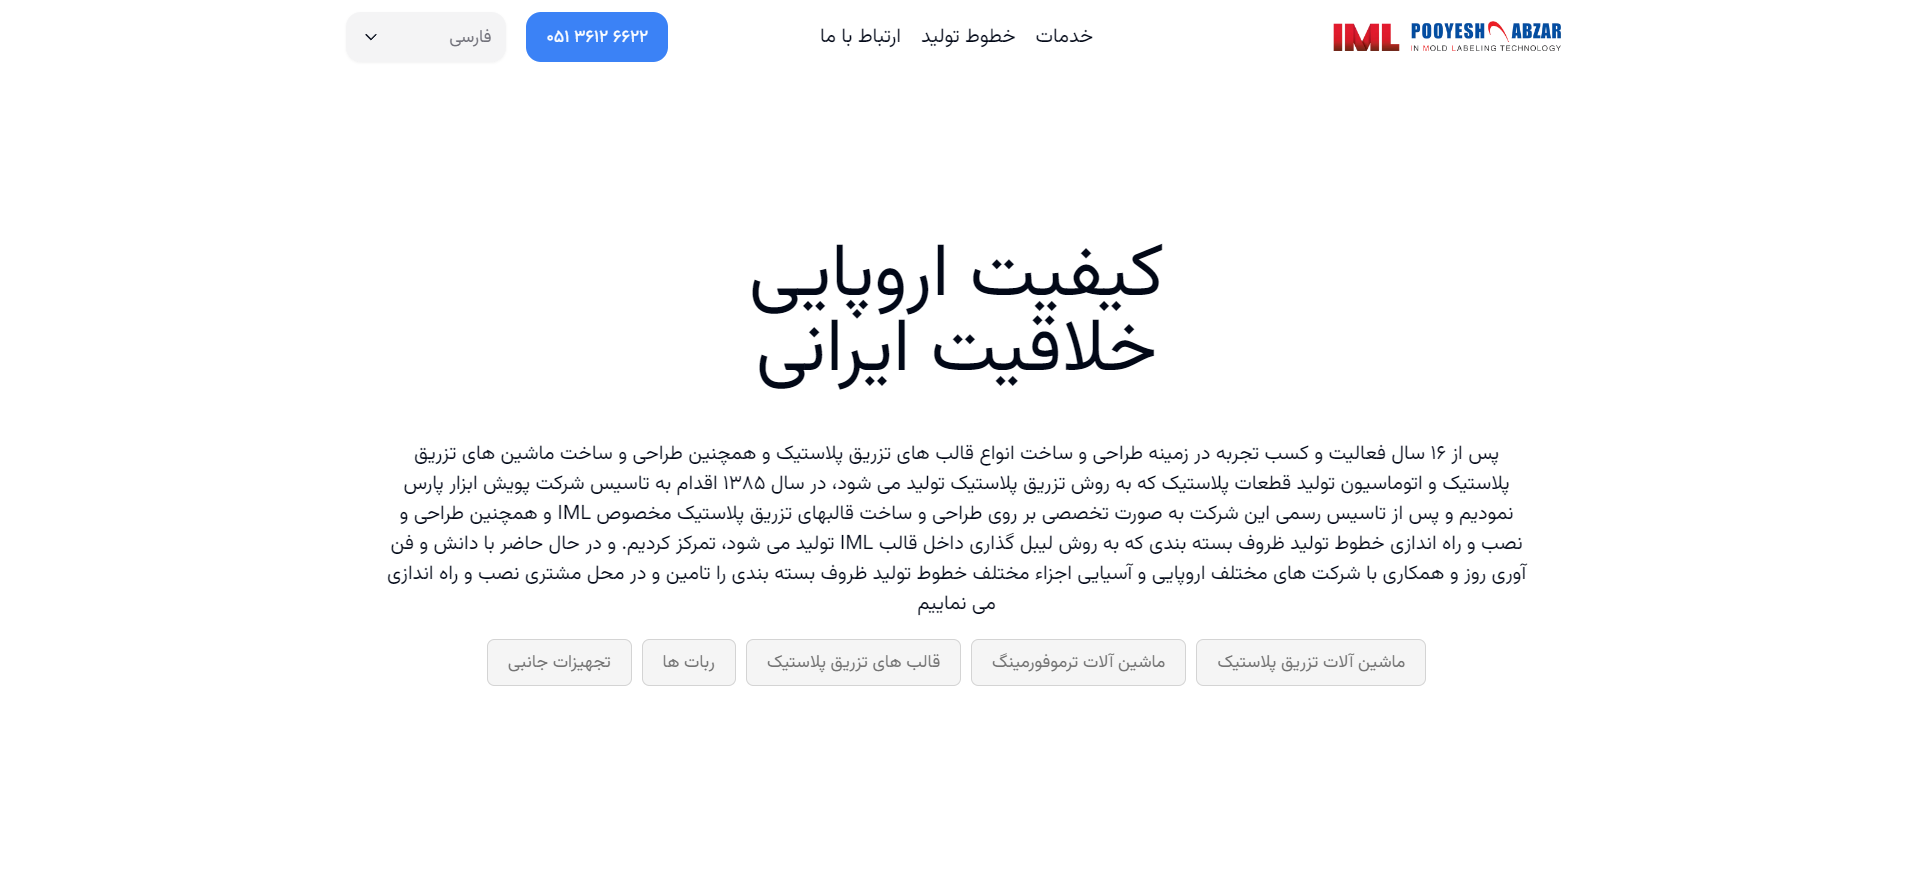 IML POOYESH ABZAR
IN MOLD LABELING TECHNOLOGY
خدمات
خطوط تولید
ارتباط با ما
۰۵۱ ۳۶۱۲ ۶۶۲۲
فارسی
کیفیت اروپایی
خلاقیت ایرانی
پس از ۱۶ سال فعالیت و کسب تجربه در زمینه طراحی و ساخت انواع قالب های تزریق پلاستیک و همچنین طراحی و ساخت ماشین های تزریق
پلاستیک و اتوماسیون تولید قطعات پلاستیک که به روش تزریق پلاستیک تولید می شود، در سال ۱۳۸۵ اقدام به تاسیس شرکت پویش ابزار پارس
نمودیم و پس از تاسیس رسمی این شرکت به صورت تخصصی بر روی طراحی و ساخت قالبهای تزریق پلاستیک مخصوص IML و همچنین طراحی و
نصب و راه اندازی خطوط تولید ظروف بسته بندی که به روش لیبل گذاری داخل قالب IML تولید می شود، تمرکز کردیم. و در حال حاضر با دانش و فن
آوری روز و همکاری با شرکت های مختلف اروپایی و آسیایی اجزاء مختلف خطوط تولید ظروف بسته بندی را تامین و در محل مشتری نصب و راه اندازی
می نماییم
ماشین آلات تزریق پلاستیک
ماشین آلات ترموفورمینگ
قالب های تزریق پلاستیک
ربات ها
تجهیزات جانبی